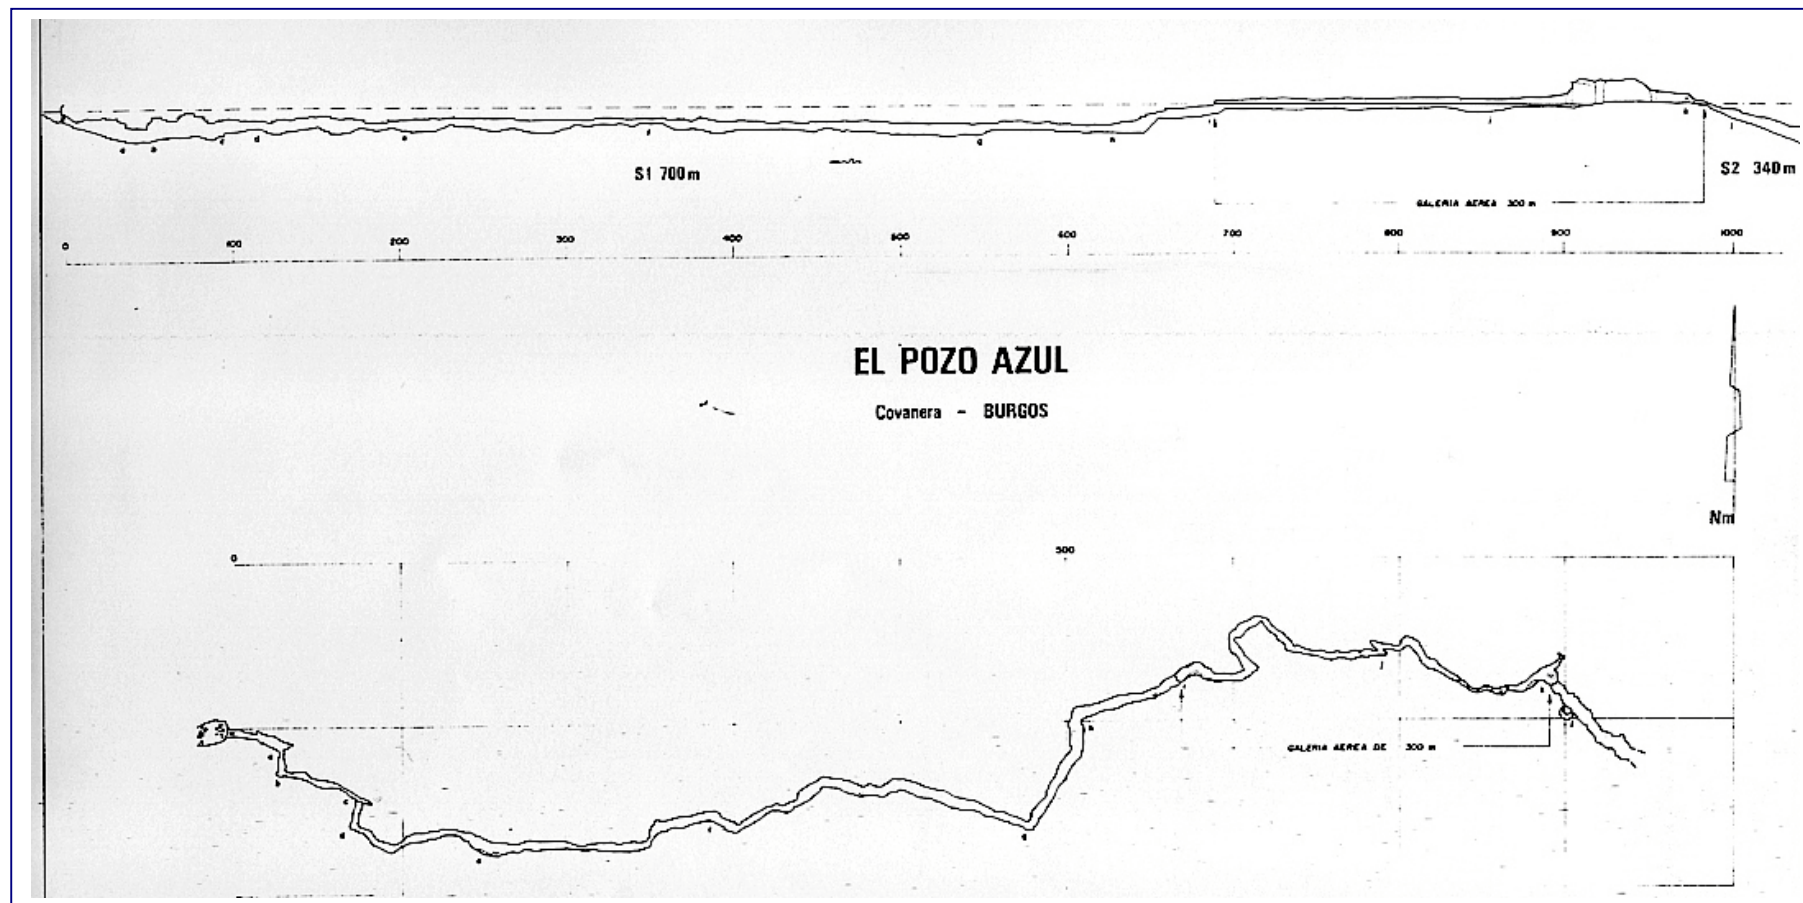 S1 700m
S2 340m
GALERIA AEREA 300 m
0 100 200 300 400 500 600 700 800 900 1000
EL POZO AZUL
Covanera - BURGOS
Nm
0 500
GALERIA AEREA DE 300 m